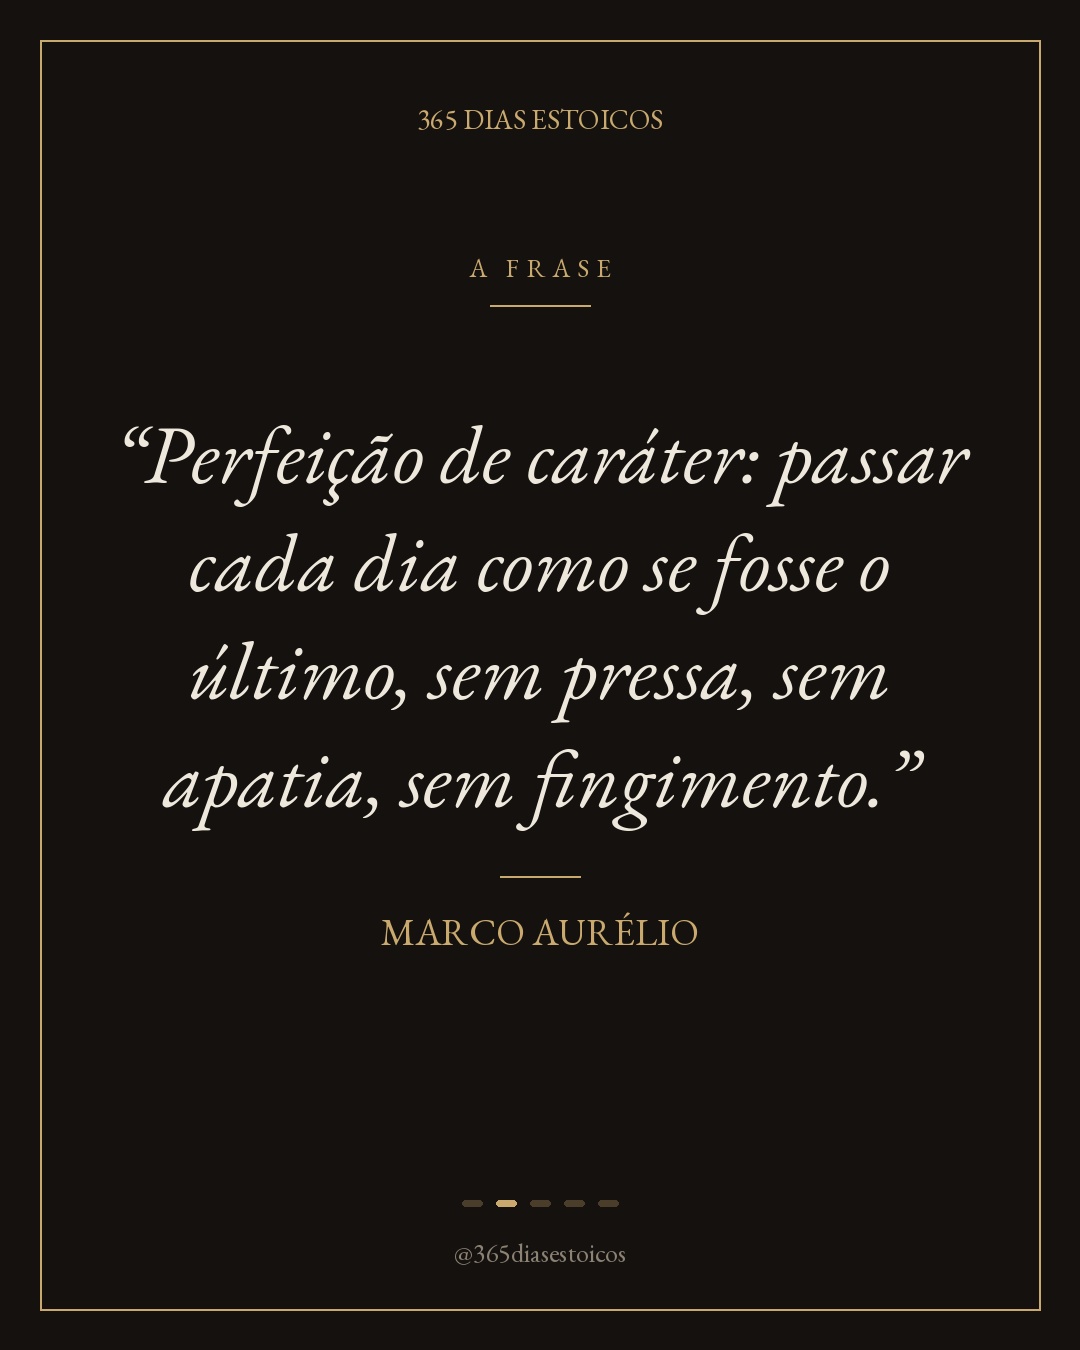 365 DIAS ESTOICOS
A FRASE
“Perfeição de caráter: passar
cada dia como se fosse o
último, sem pressa, sem
apatia, sem fingimento.”
MARCO AURÉLIO
@365diasestoicos